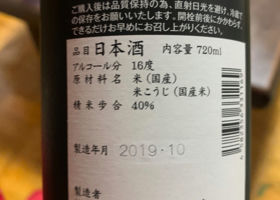 ご購入後は品質保持の為、直射日光を避け、冷暗
の保存をお願いいたします。開栓前後にかかわらず、
できるだけお早めにお召し上がりください。
品目 日本酒 内容量 720ml
アルコール分 16度
原材料名 米(国産)
米こうじ(国産米)
精米歩合 40%
製造年月 2019・10
製造者